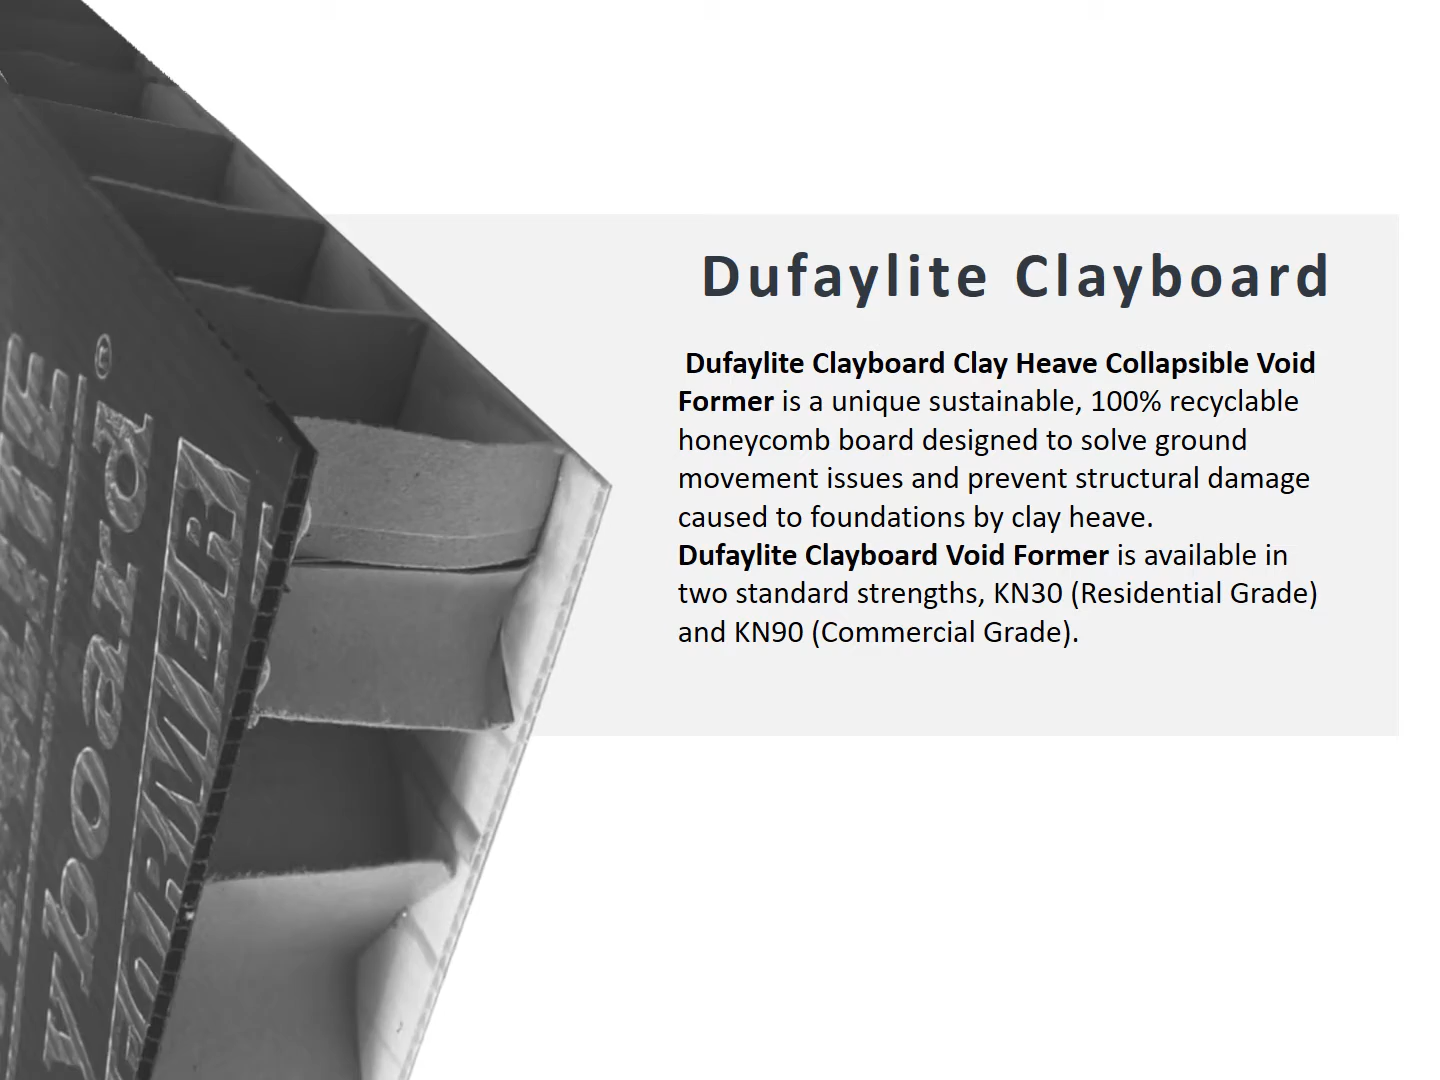 Dufaylite Clayboard
Dufaylite Clayboard Clay Heave Collapsible Void
Former is a unique sustainable, 100% recyclable
honeycomb board designed to solve ground
movement issues and prevent structural damage
caused to foundations by clay heave.
Dufaylite Clayboard Void Former is available in
two standard strengths, KN30 (Residential Grade)
and KN90 (Commercial Grade).
yboard®
FORMER